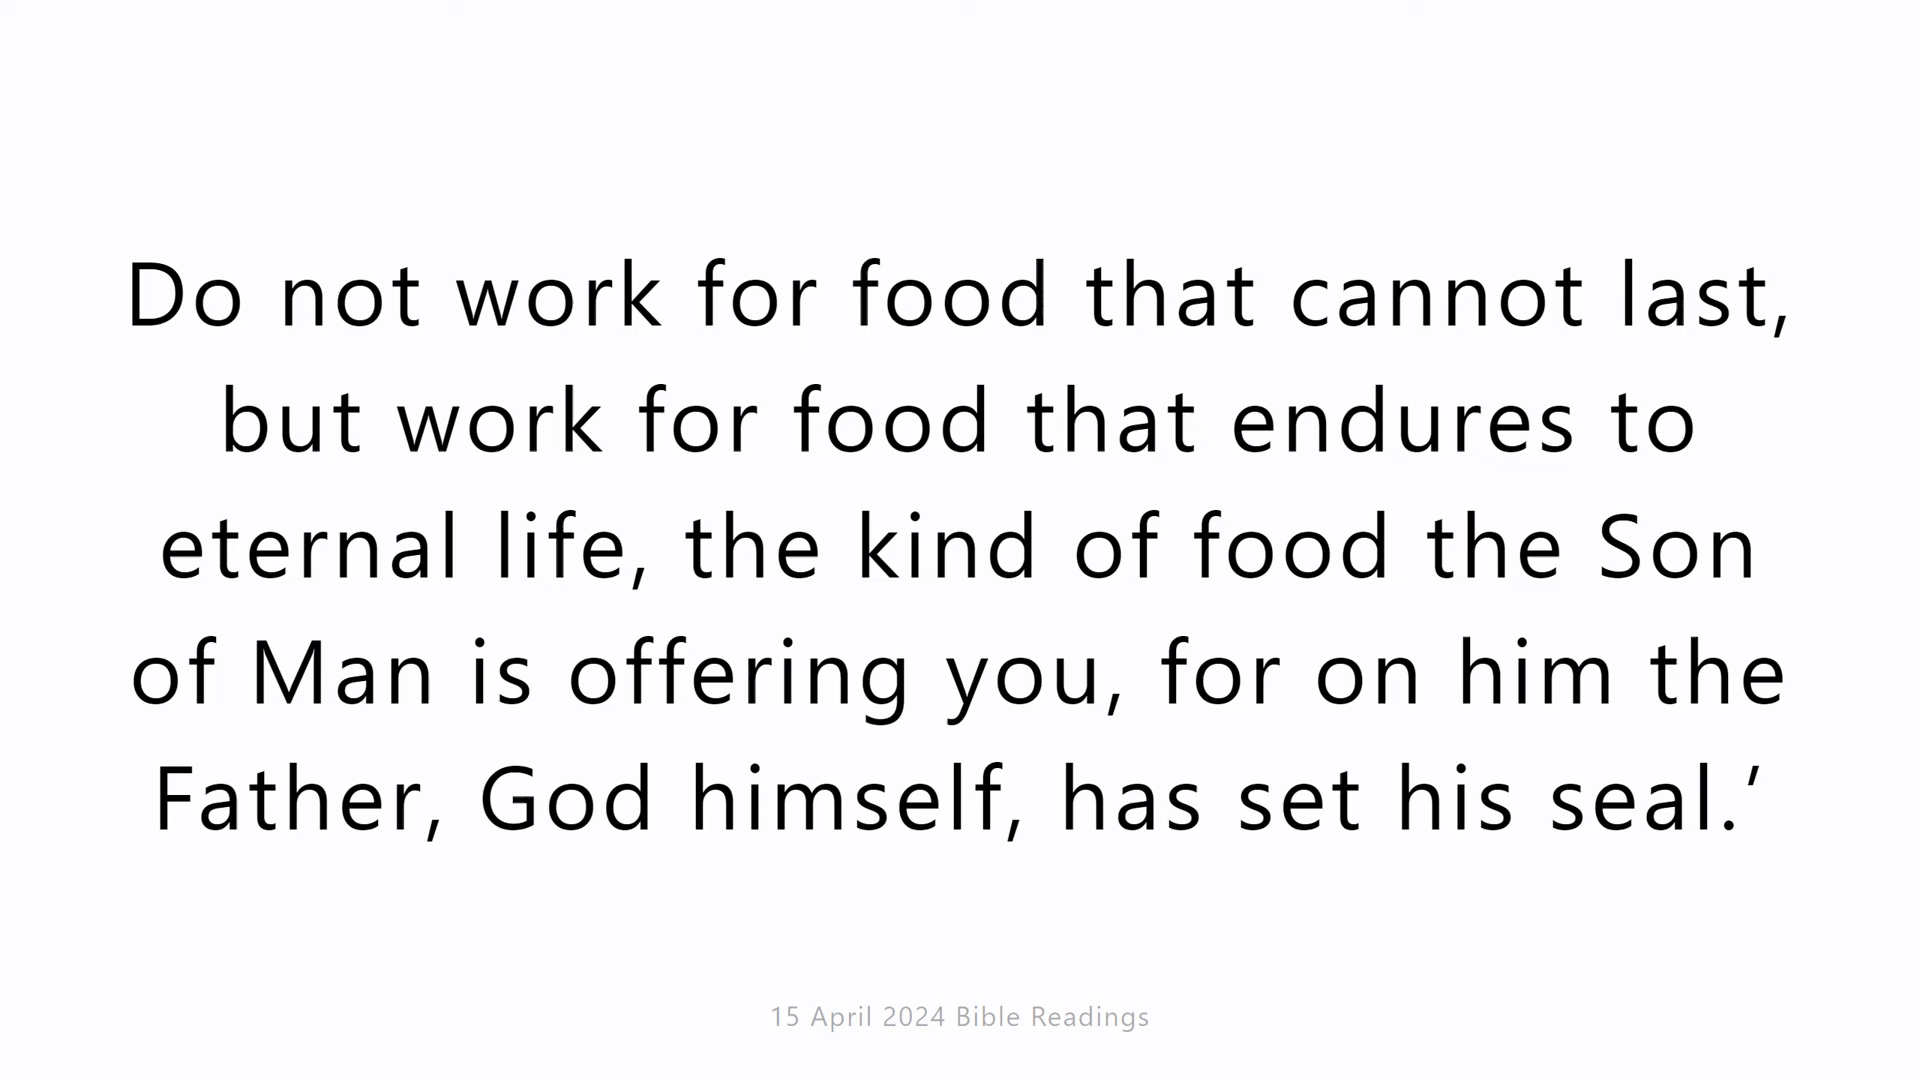 Do not work for food that cannot last,
but work for food that endures to
eternal life, the kind of food the Son
of Man is offering you, for on him the
Father, God himself, has set his seal.’
15 April 2024 Bible Readings